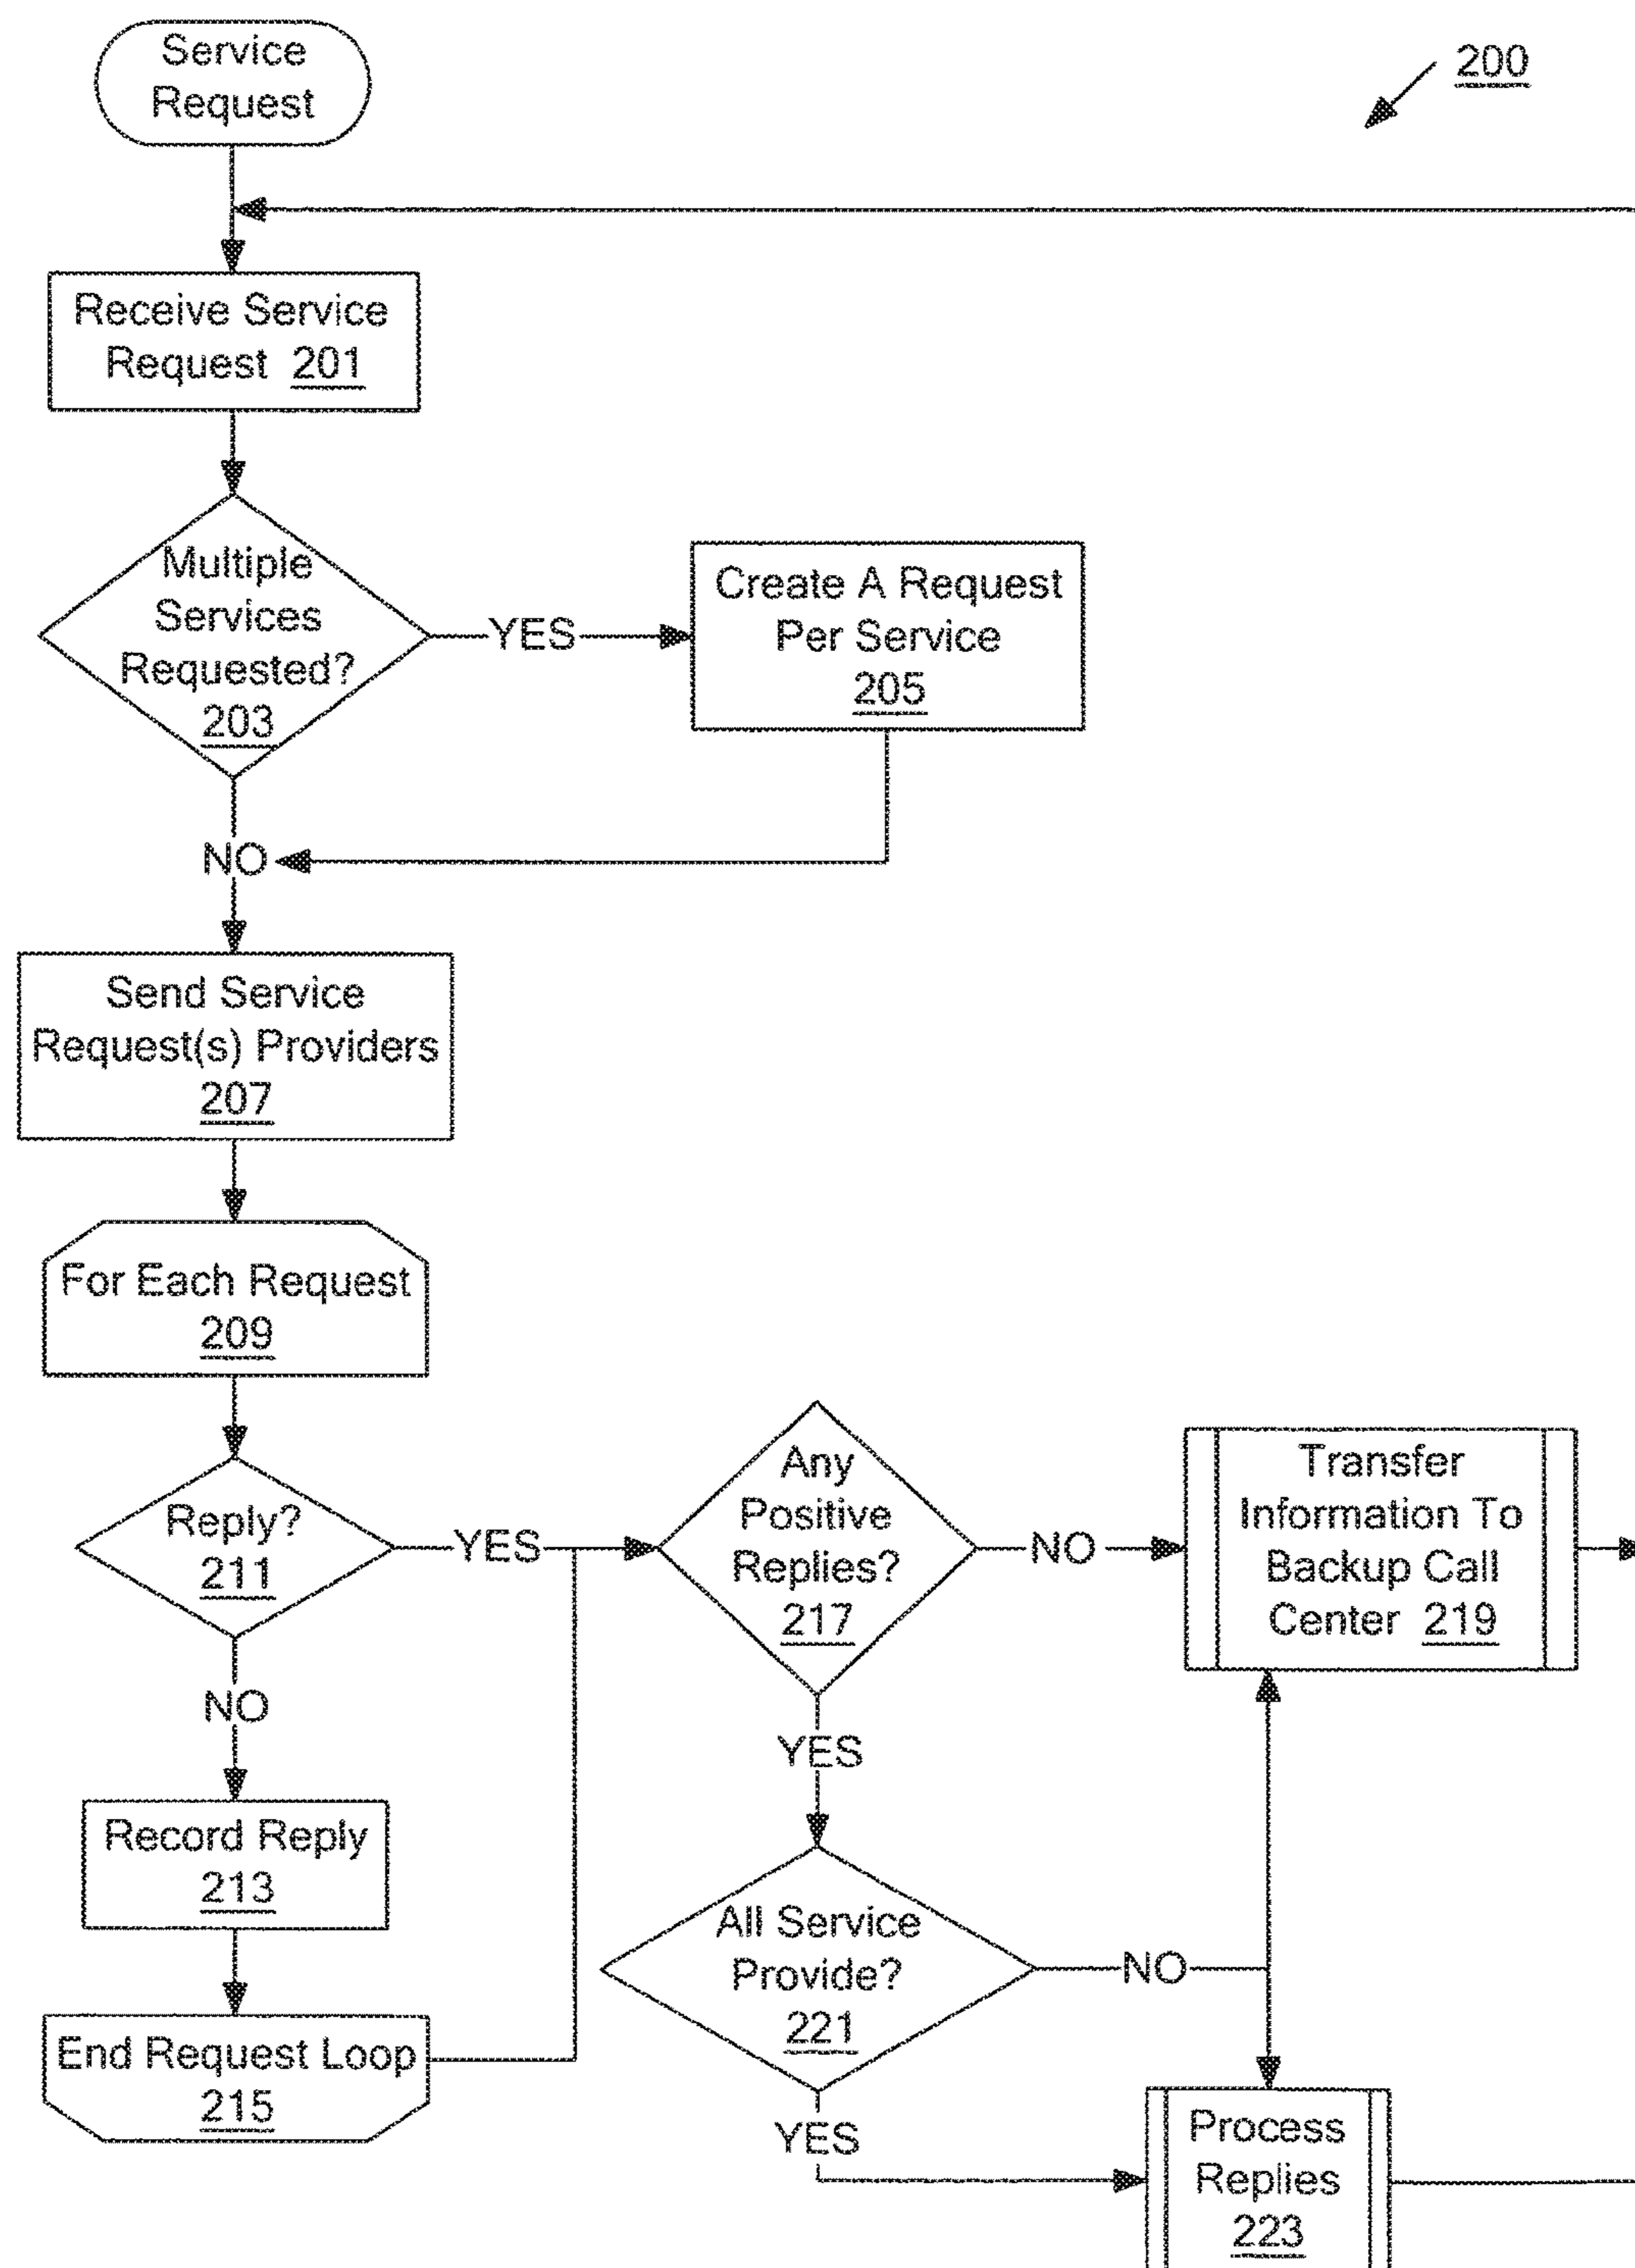 Service
Request
200
Receive Service
Request 201
Multiple
Services
Requested?
203
YES
Create A Request
Per Service
205
NO
Send Service
Request(s) Providers
207
For Each Request
209
Reply?
211
YES
Any
Positive
Replies?
217
NO
Transfer
Information To
Backup Call
Center 219
NO
YES
Record Reply
213
All Service
Provide?
221
NO
End Request Loop
215
YES
Process
Replies
223